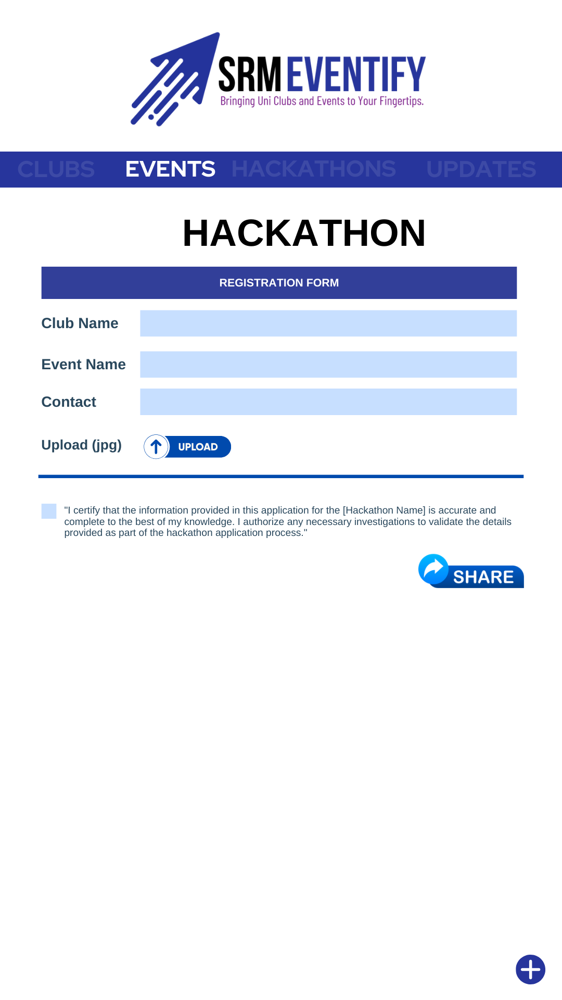 SRM EVENTIFY
Bringing Uni Clubs and Events to Your Fingertips.
CLUBS EVENTS HACKATHONS UPDATES
HACKATHON
REGISTRATION FORM
Club Name
Event Name
Contact
Upload (jpg) UPLOAD
"I certify that the information provided in this application for the [Hackathon Name] is accurate and
complete to the best of my knowledge. I authorize any necessary investigations to validate the details
provided as part of the hackathon application process."
SHARE